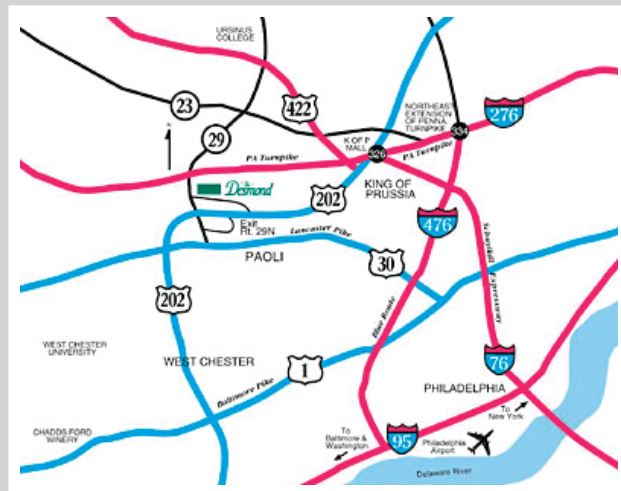 URSINUS
COLLEGE
23
422
29
NORTHEAST
EXTENSION
OF PENNA.
TURNPIKE
276
334
K OF P
MALL
326
PA Turnpike
PA Turnpike
N
The
Desmond
202
KING OF
PRUSSIA
Exit
Rt. 29N
476
Lancaster Pike
PAOLI
30
Schuylkill Expressway
202
Blue Route
WEST CHESTER
UNIVERSITY
WEST CHESTER
1
76
Baltimore Pike
PHILADELPHIA
To
New York
CHADDS FORD
WINERY
To
Baltimore &
Washington
95
Philadelphia
Airport
Delaware River